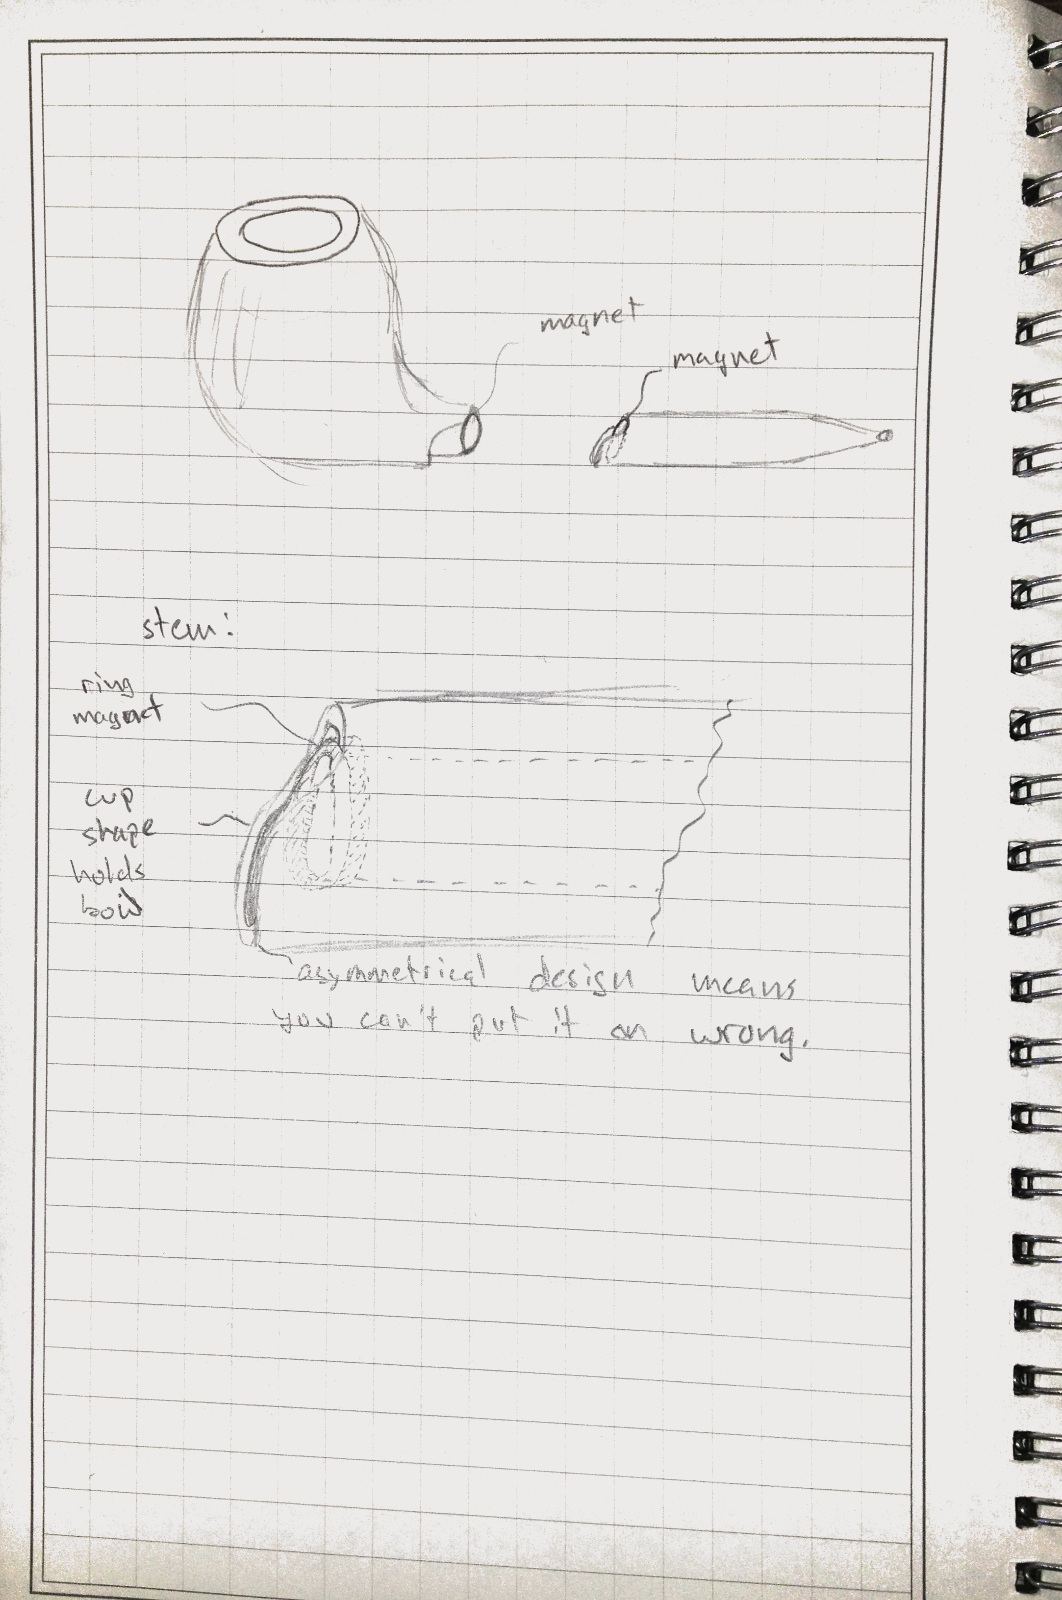 magnet
magnet
stem:
ring
magnet
cup
shape
holds
bowl
asymmetrical design means
you can't put it on wrong.